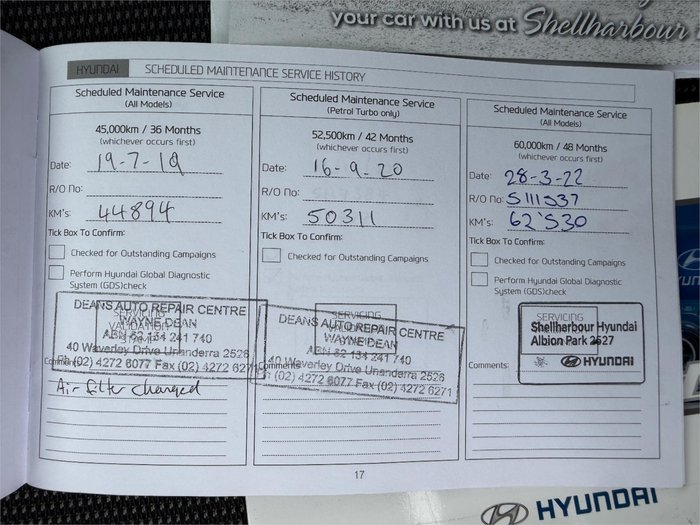 your car with us at Shellharbour
HYUNDAI SCHEDULED MAINTENANCE SERVICE HISTORY
Scheduled Maintenance Service
(All Models)
45,000km / 36 Months
(whichever occurs first)
Date: 19-7-19
R/O no:
KM's: 44894
Tick Box To Confirm:
Checked for Outstanding Campaigns
Perform Hyundai Global Diagnostic
System (GDS)check
SERVICING
VALIDATION
DEANS AUTO REPAIR CENTRE
WAYNE DEAN
ABN 82 134 241 740
40 Waverley Drive Unanderra 2526
Ph (02) 4272 6077 Fax (02) 4272 6271
Comments:
Air filter changed
Scheduled Maintenance Service
(Petrol Turbo only)
52,500km / 42 Months
(whichever occurs first)
Date: 16-9-20
R/O no:
KM's: 50311
Tick Box To Confirm:
Checked for Outstanding Campaigns
SERVICING
VALIDATION
DEANS AUTO REPAIR CENTRE
WAYNE DEAN
ABN 82 134 241 740
40 Waverley Drive Unanderra 2526
Ph (02) 4272 6077 Fax (02) 4272 6271
Comments:
Scheduled Maintenance Service
(All Models)
60,000km / 48 Months
(whichever occurs first)
Date: 28-3-22
R/O no: S111537
KM's: 62'530
Tick Box To Confirm:
Checked for Outstanding Campaigns
Perform Hyundai Global Diagnostic
System (GDS)check
SERVICING
Shellharbour Hyundai
Albion Park 2527
HYUNDAI
Comments:
17
HYUNDAI